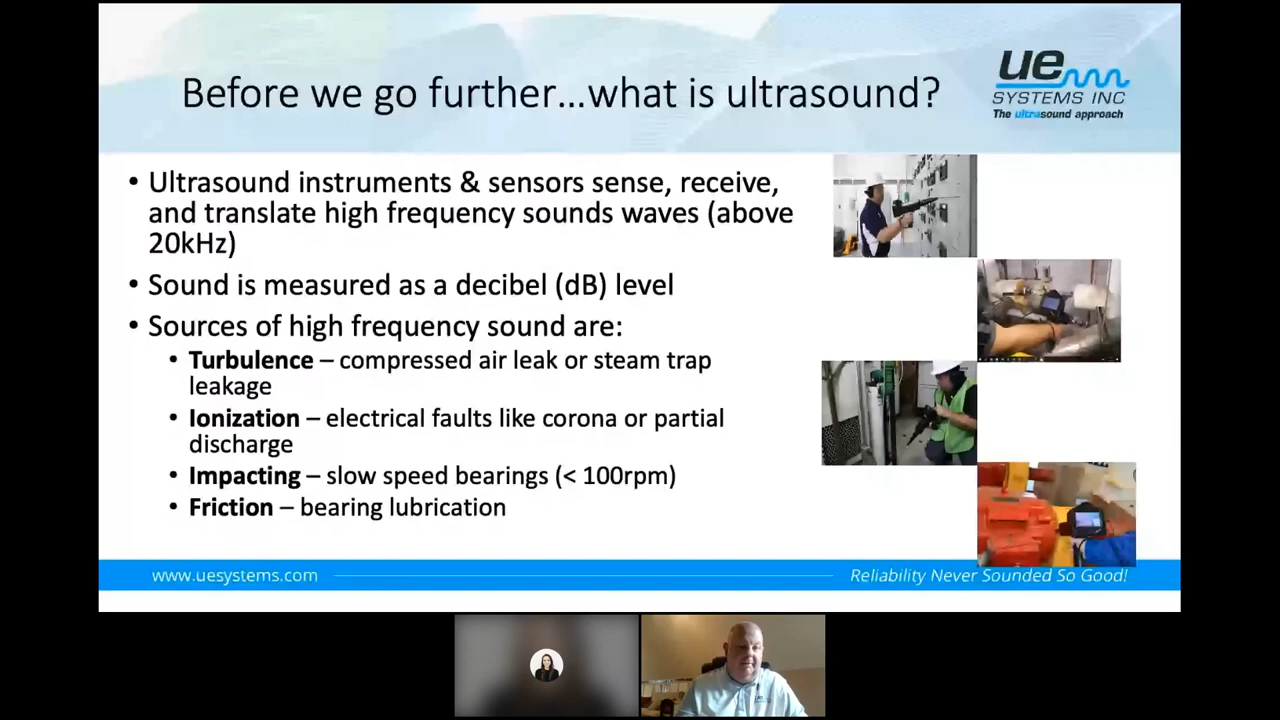 Before we go further...what is ultrasound?
ue
SYSTEMS INC
The ultrasound approach
• Ultrasound instruments & sensors sense, receive,
and translate high frequency sounds waves (above
20kHz)
• Sound is measured as a decibel (dB) level
• Sources of high frequency sound are:
• Turbulence – compressed air leak or steam trap
leakage
• Ionization – electrical faults like corona or partial
discharge
• Impacting – slow speed bearings (< 100rpm)
• Friction – bearing lubrication
www.uesystems.com
Reliability Never Sounded So Good!